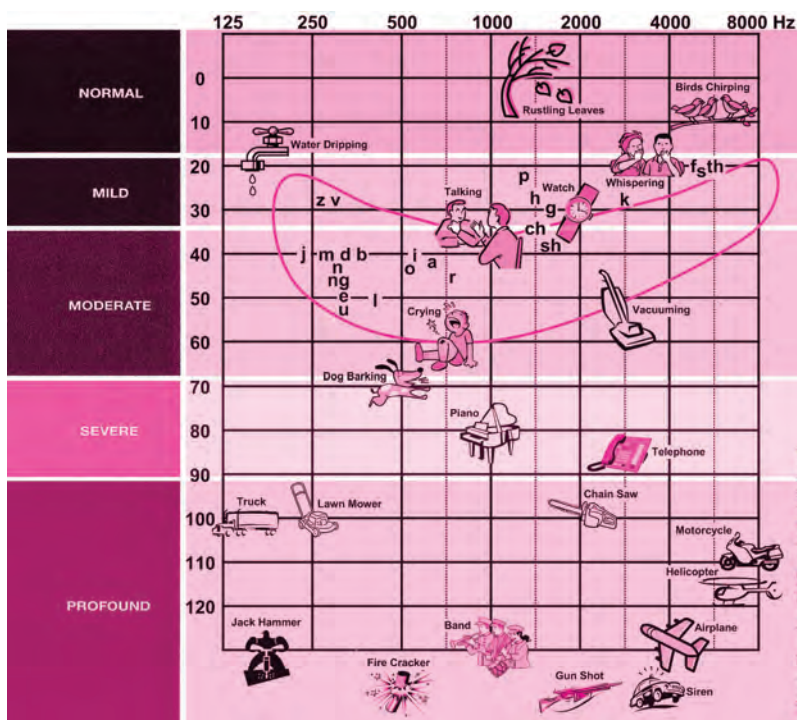 125 250 500 1000 2000 4000 8000 Hz
NORMAL
0
Birds Chirping
Rustling Leaves
10
Water Dripping
MILD
20
p
Whispering
f s th
z v
Talking
h
Watch
g
k
30
ch
sh
MODERATE
40
j m d b i a
n o
ng r
e l
50
u
Crying
Vacuuming
60
Dog Barking
70
SEVERE
Piano
80
Telephone
90
PROFOUND
Truck
Lawn Mower
Chain Saw
100
Motorcycle
110
Helicopter
120
Jack Hammer
Band
Airplane
Fire Cracker
Gun Shot
Siren